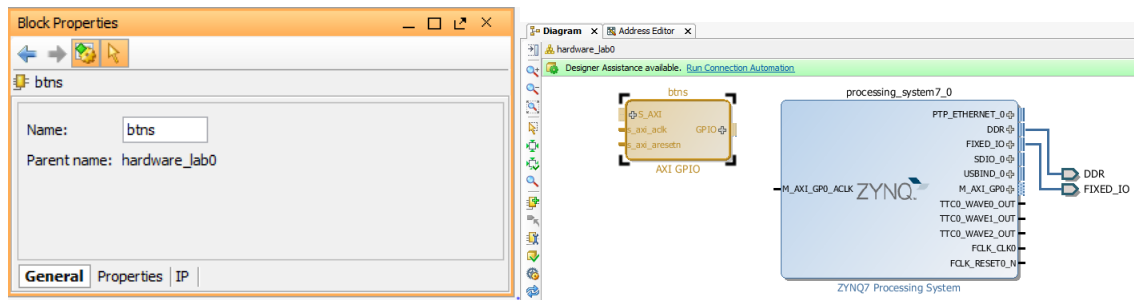 Block Properties
btns
Name: btns
Parent name: hardware_lab0
General Properties IP
Diagram Address Editor
hardware_lab0
Designer Assistance available. Run Connection Automation
btns
S_AXI
s_axi_aclk GPIO
s_axi_aresetn
AXI GPIO
processing_system7_0
PTP_ETHERNET_0
DDR
FIXED_IO
SDIO_0
USBIND_0
M_AXI_GP0_ACLK ZYNQ M_AXI_GP0
TTC0_WAVE0_OUT
TTC0_WAVE1_OUT
TTC0_WAVE2_OUT
FCLK_CLK0
FCLK_RESET0_N
ZYNQ7 Processing System
DDR
FIXED_IO